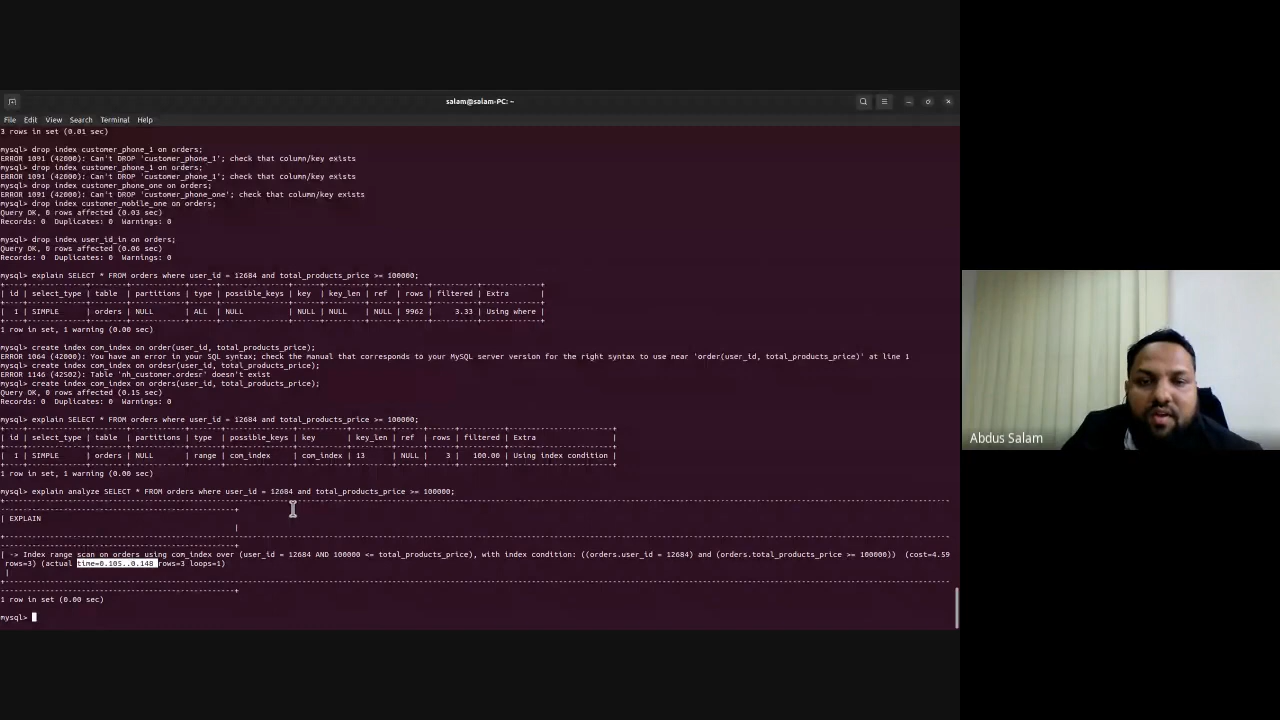 salam@salam-PC: ~
File Edit View Search Terminal Help
3 rows in set (0.01 sec)
mysql> drop index customer_phone_1 on orders;
ERROR 1091 (42000): Can't DROP 'customer_phone_1'; check that column/key exists
mysql> drop index customer_phone_1 on orders;
ERROR 1091 (42000): Can't DROP 'customer_phone_1'; check that column/key exists
mysql> drop index customer_phone_one on orders;
ERROR 1091 (42000): Can't DROP 'customer_phone_one'; check that column/key exists
mysql> drop index customer_mobile_one on orders;
Query OK, 0 rows affected (0.03 sec)
Records: 0  Duplicates: 0  Warnings: 0
mysql> drop index user_id_in on orders;
Query OK, 0 rows affected (0.06 sec)
Records: 0  Duplicates: 0  Warnings: 0
mysql> explain SELECT * FROM orders where user_id = 12684 and total_products_price >= 100000;
| id | select_type | table | partitions | type | possible_keys | key | key_len | ref | rows | filtered | Extra |
| 1 | SIMPLE | orders | NULL | ALL | NULL | NULL | NULL | NULL | 9962 | 3.33 | Using where |
1 row in set, 1 warning (0.00 sec)
mysql> create index com_index on order(user_id, total_products_price);
ERROR 1064 (42000): You have an error in your SQL syntax; check the manual that corresponds to your MySQL server version for the right syntax to use near 'order(user_id, total_products_price)' at line 1
mysql> create index com_index on ordesr(user_id, total_products_price);
ERROR 1146 (42S02): Table 'nh_customer.ordesr' doesn't exist
mysql> create index com_index on orders(user_id, total_products_price);
Query OK, 0 rows affected (0.15 sec)
Records: 0  Duplicates: 0  Warnings: 0
mysql> explain SELECT * FROM orders where user_id = 12684 and total_products_price >= 100000;
| id | select_type | table | partitions | type | possible_keys | key | key_len | ref | rows | filtered | Extra |
| 1 | SIMPLE | orders | NULL | range | com_index | com_index | 13 | NULL | 3 | 100.00 | Using index condition |
1 row in set, 1 warning (0.00 sec)
mysql> explain analyze SELECT * FROM orders where user_id = 12684 and total_products_price >= 100000;
| EXPLAIN
|
| -> Index range scan on orders using com_index over (user_id = 12684 AND 100000 <= total_products_price), with index condition: ((orders.user_id = 12684) and (orders.total_products_price >= 100000))  (cost=4.59
rows=3) (actual time=0.105..0.148 rows=3 loops=1)
|
1 row in set (0.00 sec)
mysql>
Abdus Salam